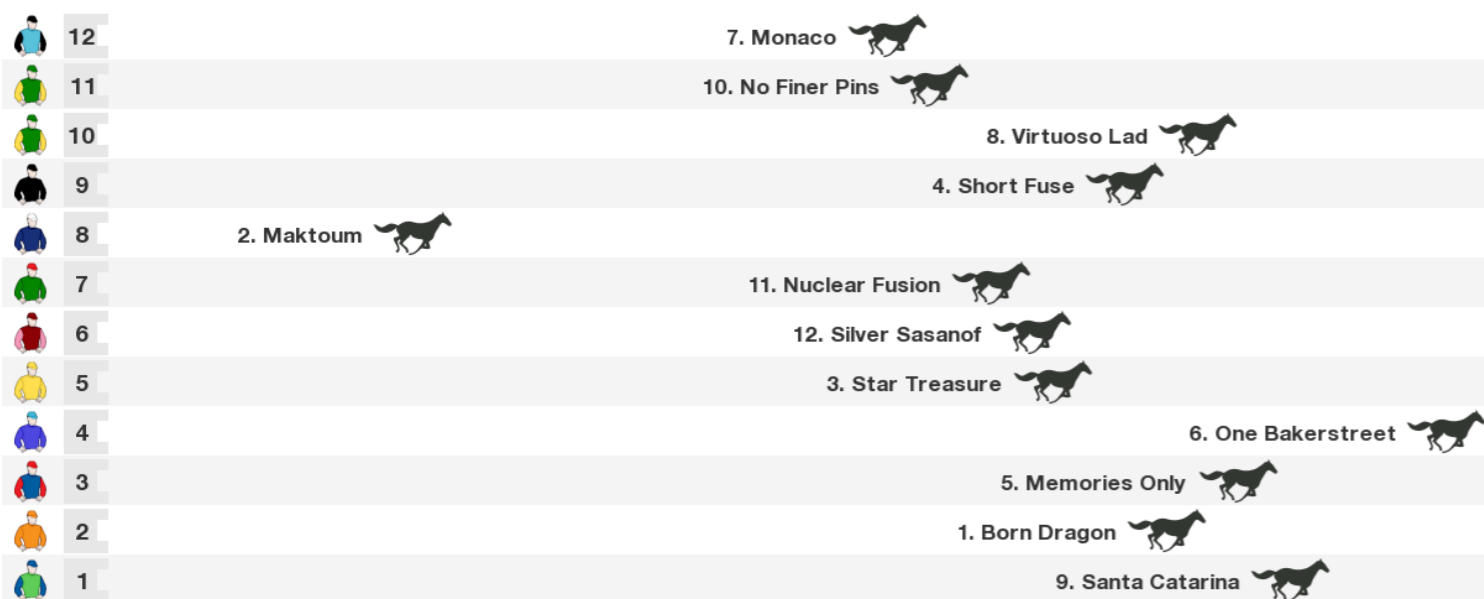 12 7. Monaco
11 10. No Finer Pins
10 8. Virtuoso Lad
9 4. Short Fuse
8 2. Maktoum
7 11. Nuclear Fusion
6 12. Silver Sasanof
5 3. Star Treasure
4 6. One Bakerstreet
3 5. Memories Only
2 1. Born Dragon
1 9. Santa Catarina